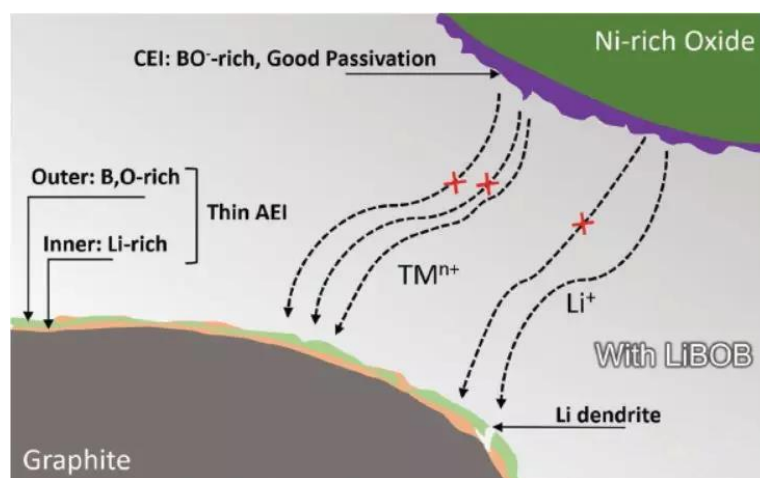 Ni-rich Oxide
CEI: BO⁻-rich, Good Passivation
Outer: B,O-rich
Thin AEI
Inner: Li-rich
TMⁿ⁺
Li⁺
With LiBOB
Li dendrite
Graphite